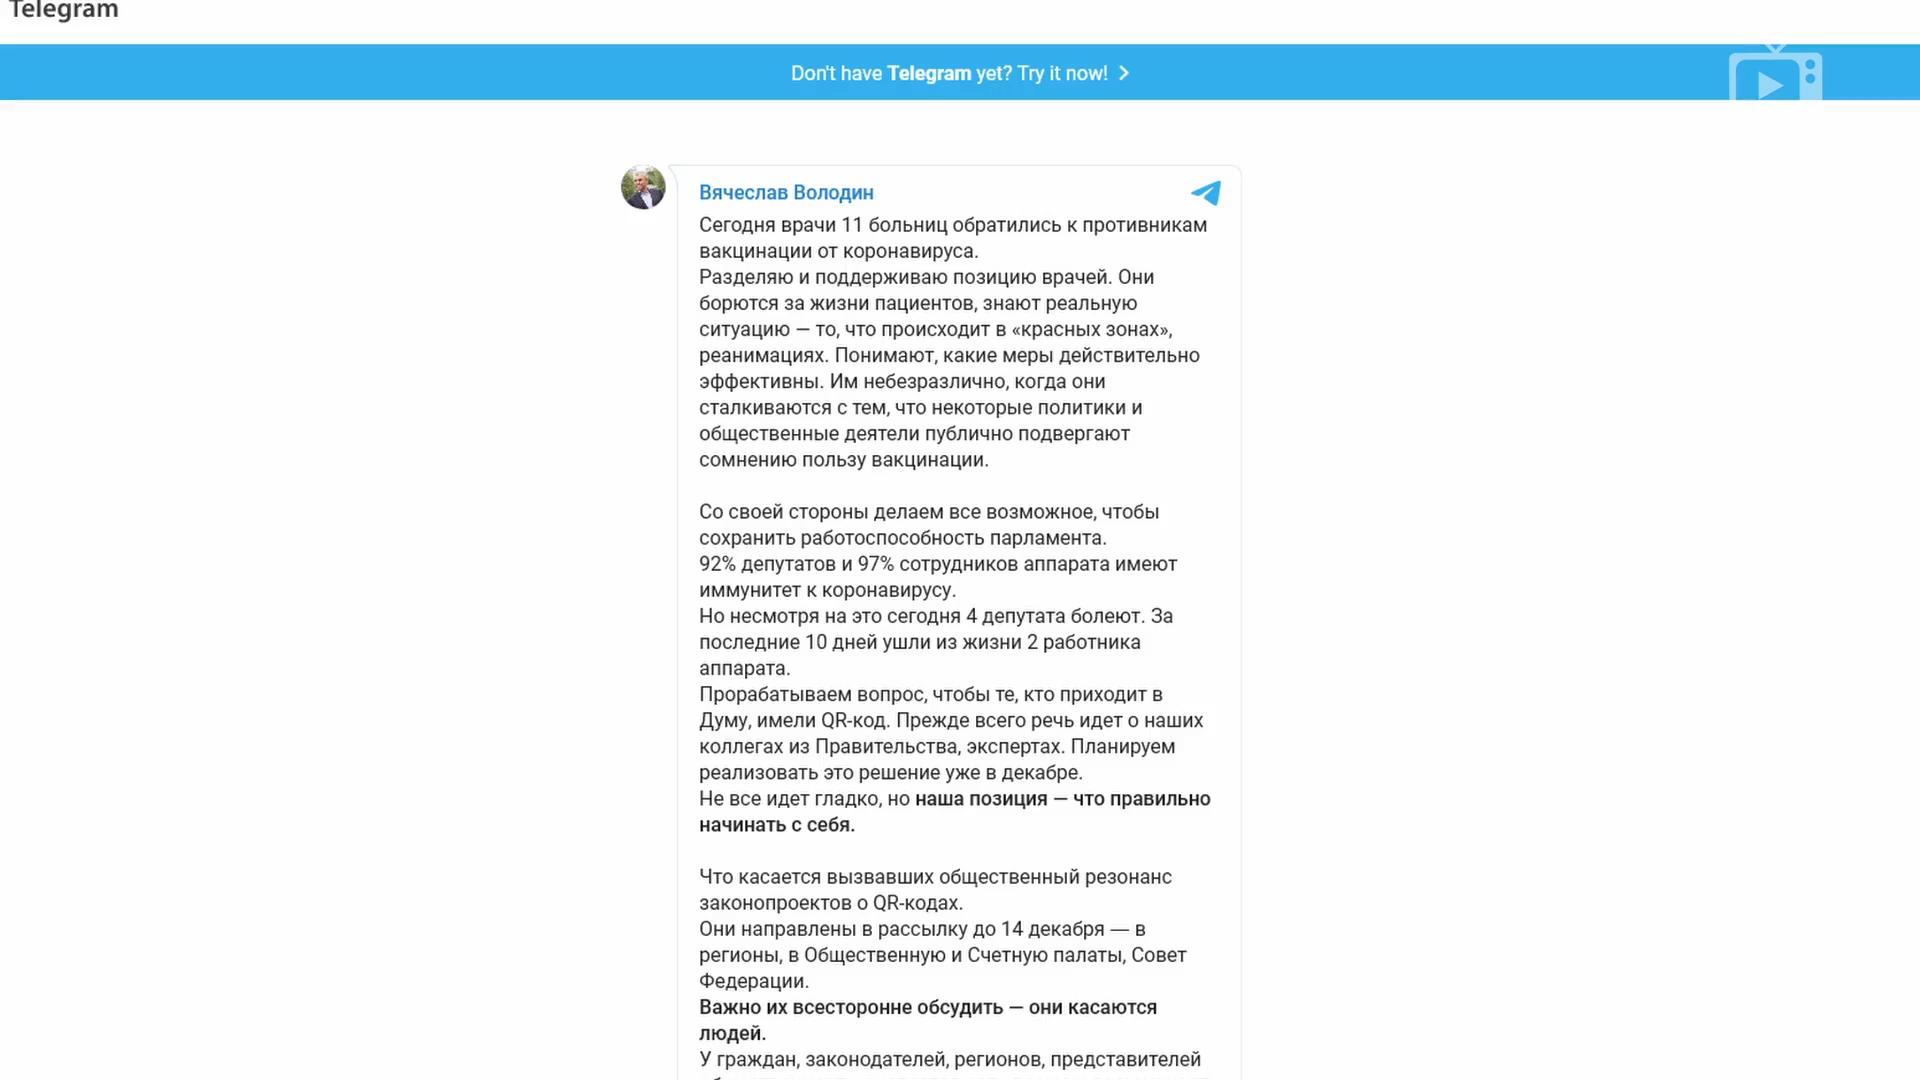 Telegram
Don't have Telegram yet? Try it now!
Вячеслав Володин
Сегодня врачи 11 больниц обратились к противникам
вакцинации от коронавируса.
Разделяю и поддерживаю позицию врачей. Они
борются за жизни пациентов, знают реальную
ситуацию — то, что происходит в «красных зонах»,
реанимациях. Понимают, какие меры действительно
эффективны. Им небезразлично, когда они
сталкиваются с тем, что некоторые политики и
общественные деятели публично подвергают
сомнению пользу вакцинации.
Со своей стороны делаем все возможное, чтобы
сохранить работоспособность парламента.
92% депутатов и 97% сотрудников аппарата имеют
иммунитет к коронавирусу.
Но несмотря на это сегодня 4 депутата болеют. За
последние 10 дней ушли из жизни 2 работника
аппарата.
Прорабатываем вопрос, чтобы те, кто приходит в
Думу, имели QR-код. Прежде всего речь идет о наших
коллегах из Правительства, экспертах. Планируем
реализовать это решение уже в декабре.
Не все идет гладко, но наша позиция — что правильно
начинать с себя.
Что касается вызвавших общественный резонанс
законопроектов о QR-кодах.
Они направлены в рассылку до 14 декабря — в
регионы, в Общественную и Счетную палаты, Совет
Федерации.
Важно их всесторонне обсудить — они касаются
людей.
У граждан, законодателей, регионов, представителей